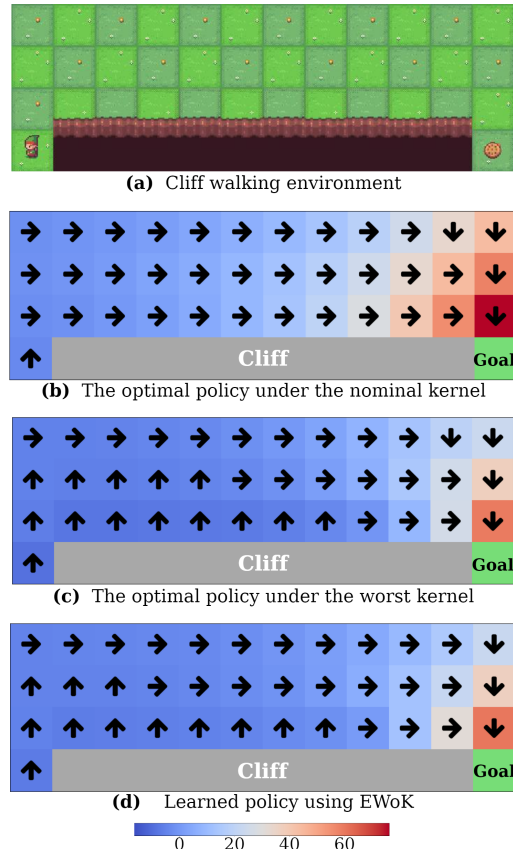 (a) Cliff walking environment
Cliff
Goal
(b) The optimal policy under the nominal kernel
Cliff
Goal
(c) The optimal policy under the worst kernel
Cliff
Goal
(d) Learned policy using EWoK
0 20 40 60